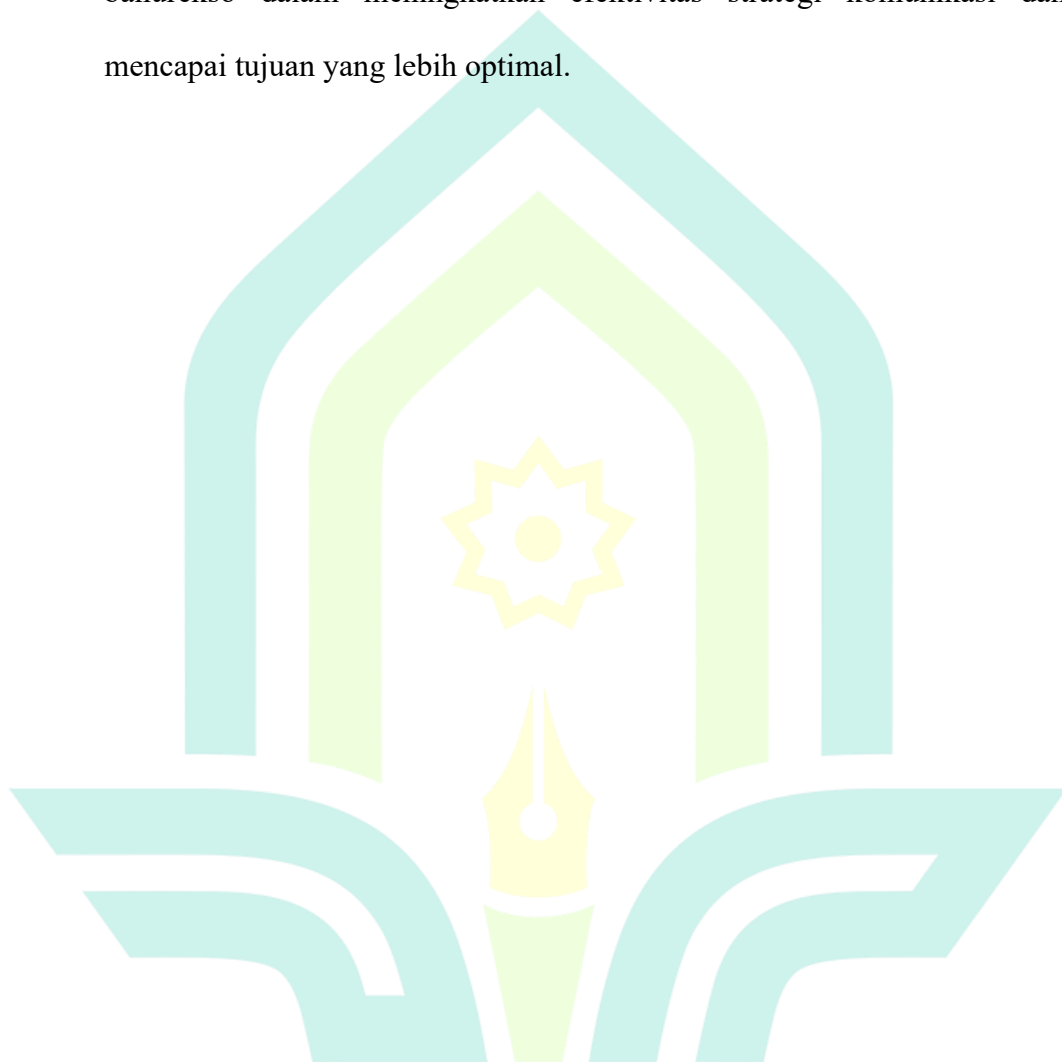 dalam meningkatkan efektivitas strategi komunikasi dan
mencapai tujuan yang lebih optimal.